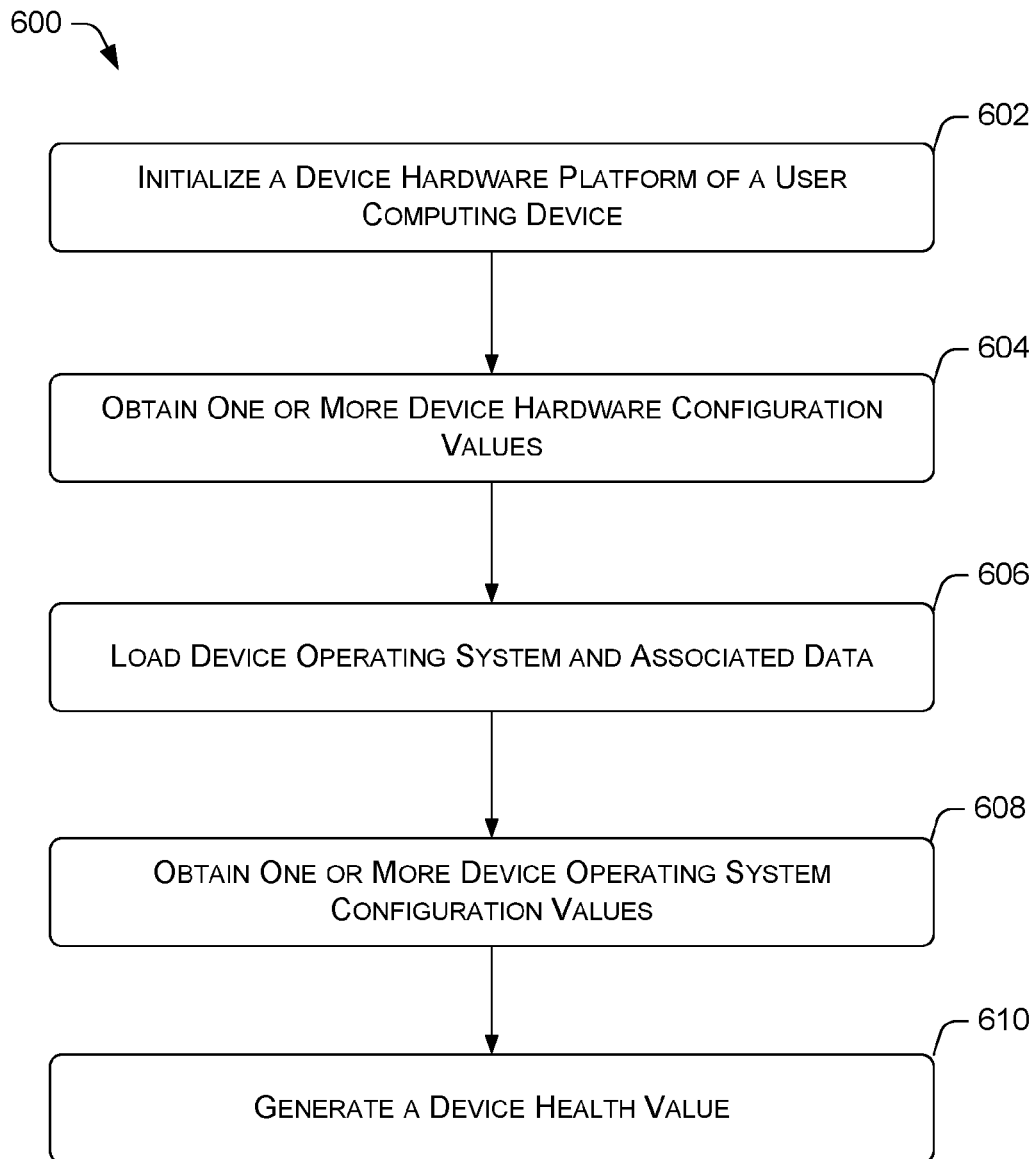 600
602
INITIALIZE A DEVICE HARDWARE PLATFORM OF A USER
COMPUTING DEVICE
604
OBTAIN ONE OR MORE DEVICE HARDWARE CONFIGURATION
VALUES
606
LOAD DEVICE OPERATING SYSTEM AND ASSOCIATED DATA
608
OBTAIN ONE OR MORE DEVICE OPERATING SYSTEM
CONFIGURATION VALUES
610
GENERATE A DEVICE HEALTH VALUE